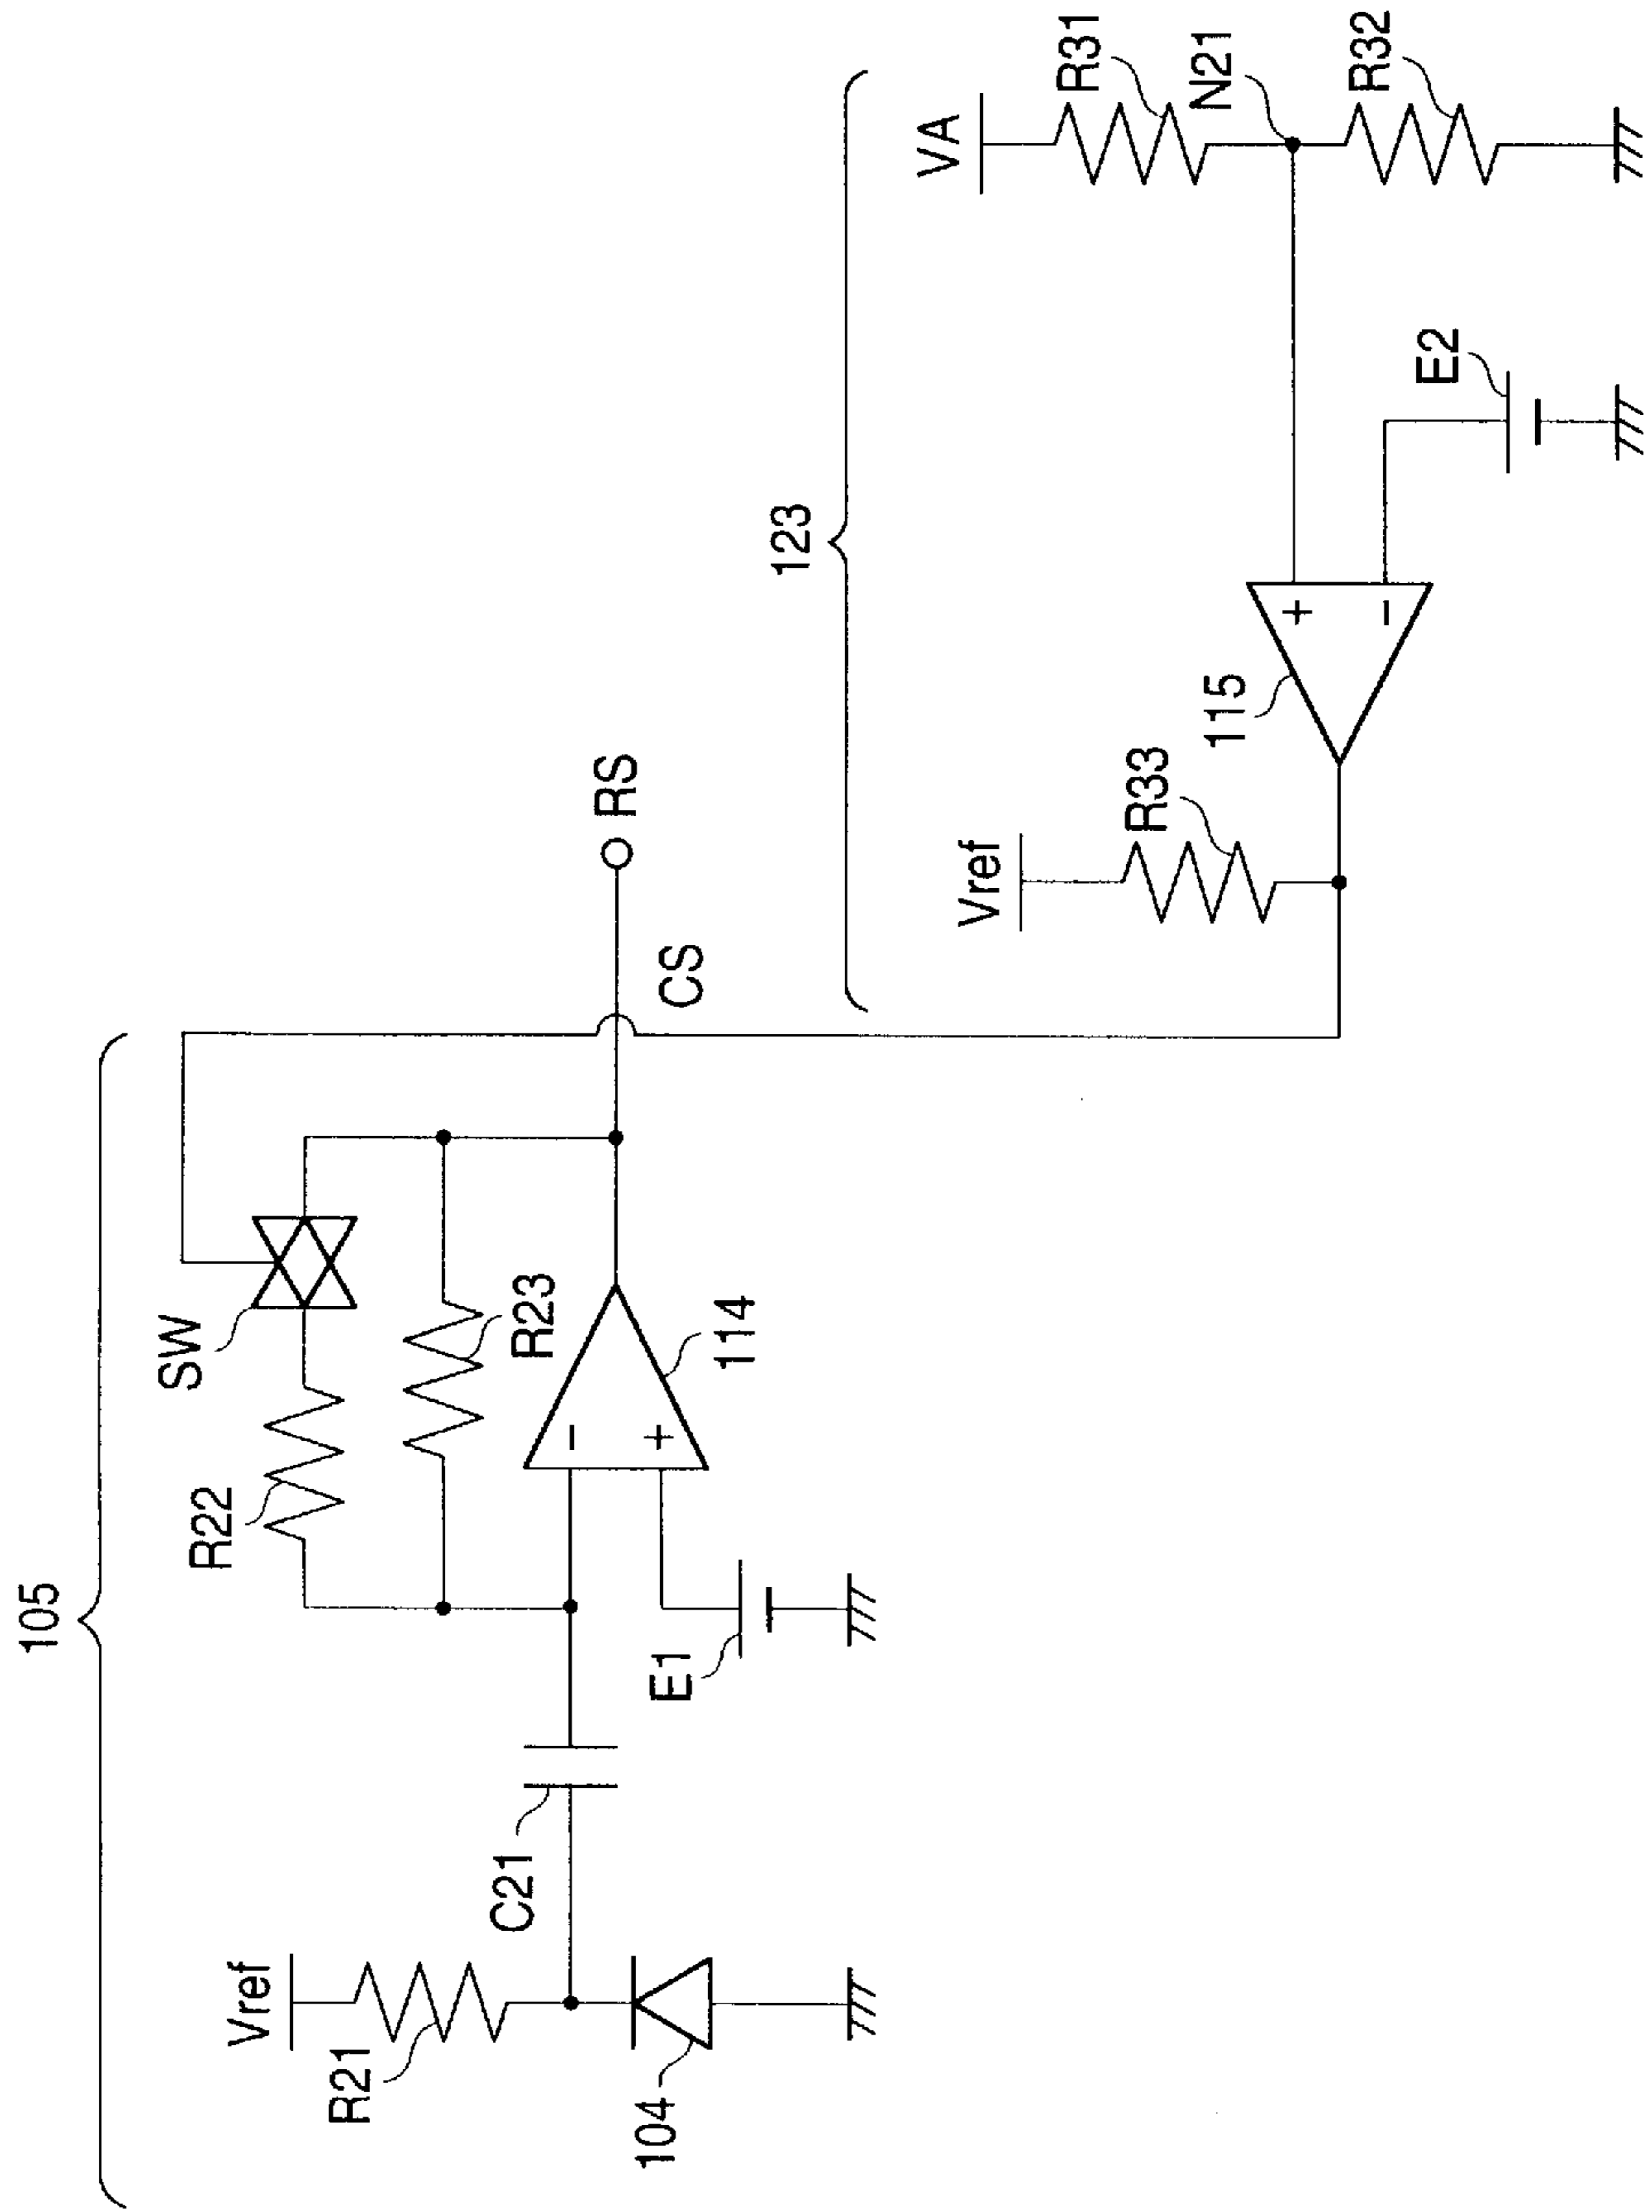 105
SW
R22
R23
Vref
R21
C21
104
E1
114
CS
RS
123
Vref
R33
115
VA
R31
N21
R32
E2
+
-
-
+